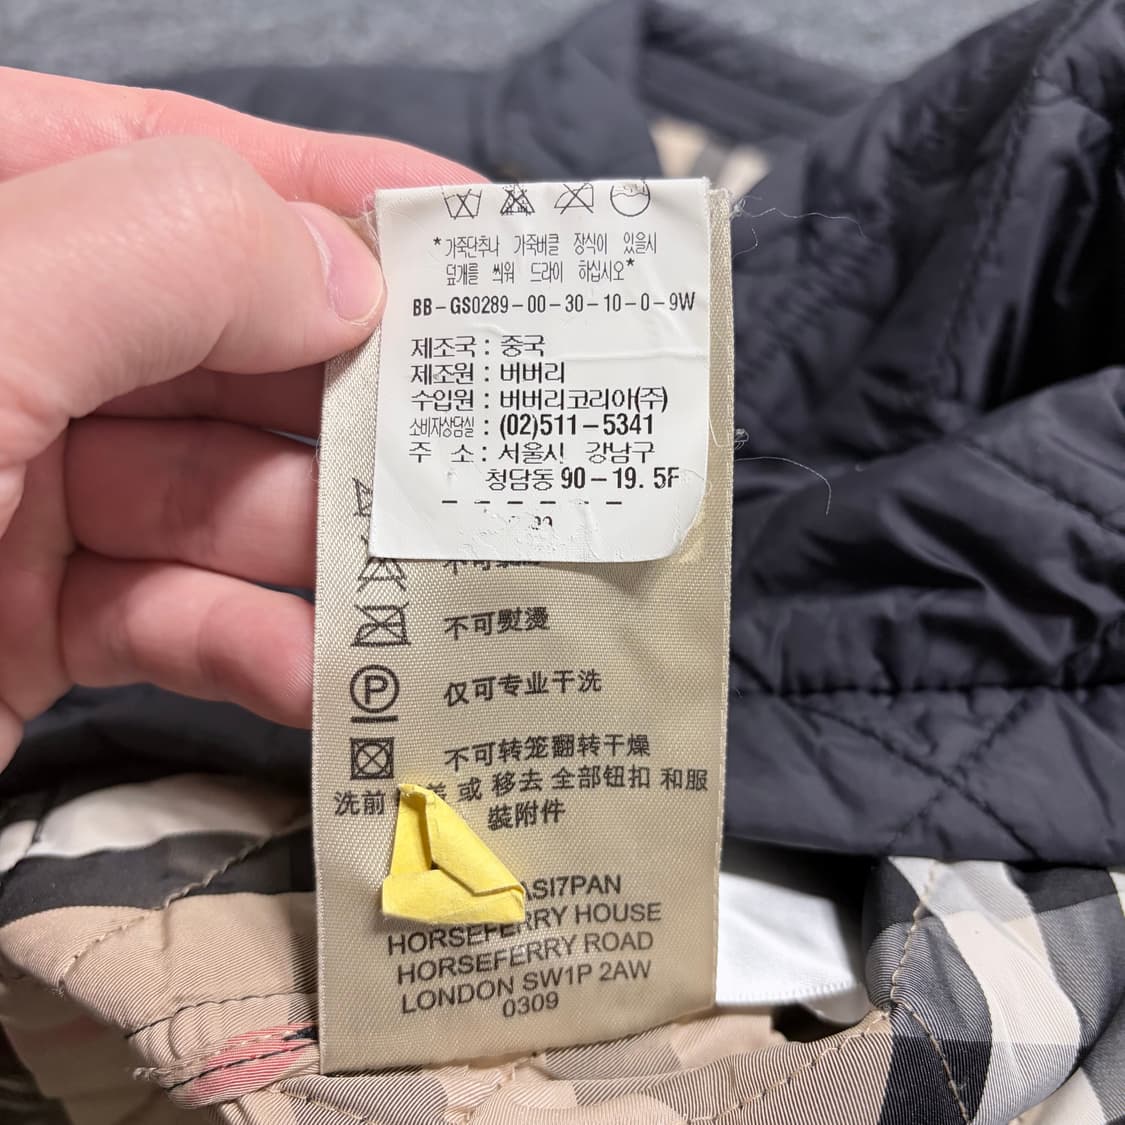 *가죽단추나 가죽버클 장식이 있을시
덮개를 씌워 드라이 하십시오*
BB-GS0289-00-30-10-0-9W
제조국 : 중국
제조원 : 버버리
수입원 : 버버리코리아(주)
소비자상담실 : (02)511-5341
주 소 : 서울시 강남구
청담동 90-19. 5F
不可
不可熨燙
P
仅可专业干洗
不可转笼翻转干燥
洗前 或 移去 全部钮扣 和服
裝附件
ASI7PAN
HORSEFERRY HOUSE
HORSEFERRY ROAD
LONDON SW1P 2AW
0309